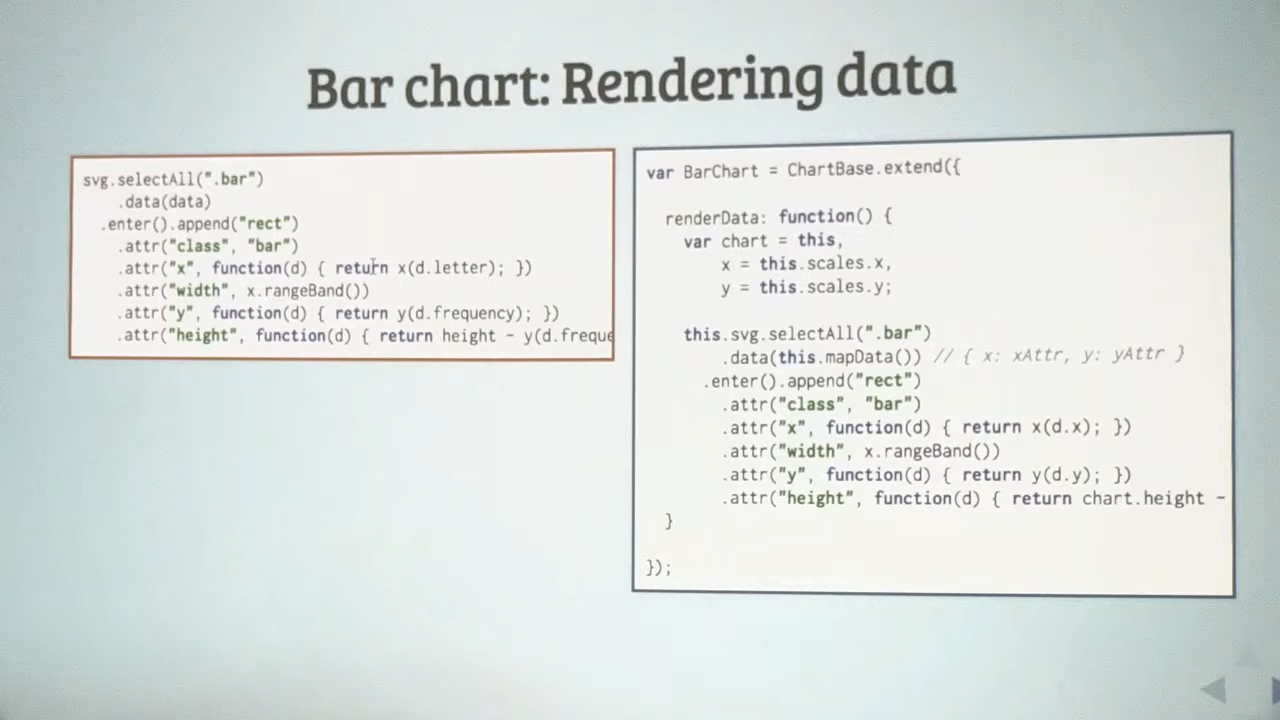 Bar chart: Rendering data
svg.selectAll(".bar")
.data(data)
.enter().append("rect")
.attr("class", "bar")
.attr("x", function(d) { return x(d.letter); })
.attr("width", x.rangeBand())
.attr("y", function(d) { return y(d.frequency); })
.attr("height", function(d) { return height - y(d.freque
var BarChart = ChartBase.extend({
renderData: function() {
var chart = this,
x = this.scales.x,
y = this.scales.y;
this.svg.selectAll(".bar")
.data(this.mapData()) // { x: xAttr, y: yAttr }
.enter().append("rect")
.attr("class", "bar")
.attr("x", function(d) { return x(d.x); })
.attr("width", x.rangeBand())
.attr("y", function(d) { return y(d.y); })
.attr("height", function(d) { return chart.height -
}
});